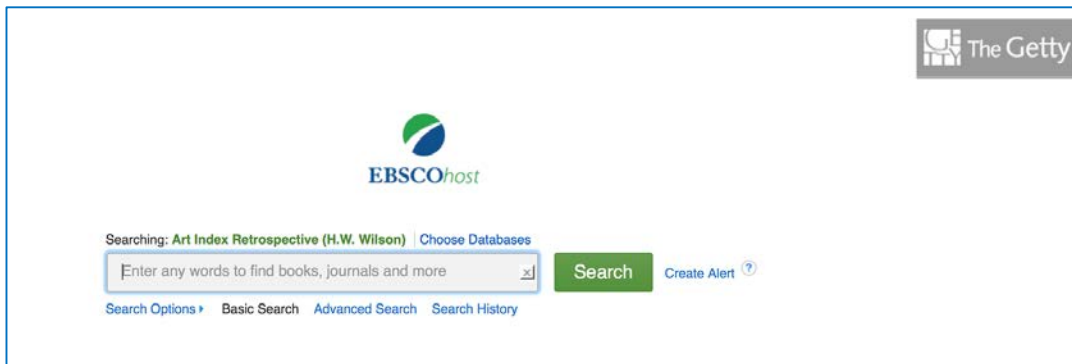 The Getty
EBSCOhost
Searching: Art Index Retrospective (H.W. Wilson) Choose Databases
Enter any words to find books, journals and more x Search Create Alert ?
Search Options Basic Search Advanced Search Search History